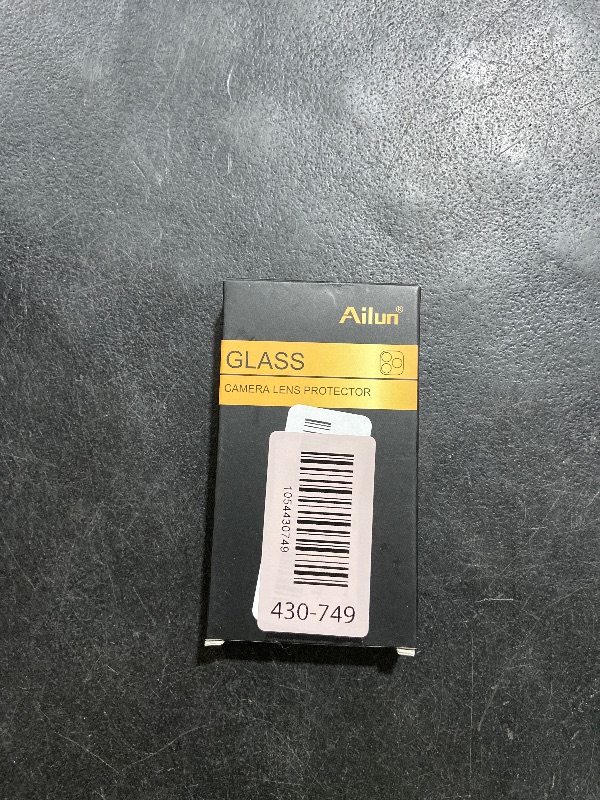 Ailun®
GLASS
CAMERA LENS PROTECTOR
1054430749
430-749